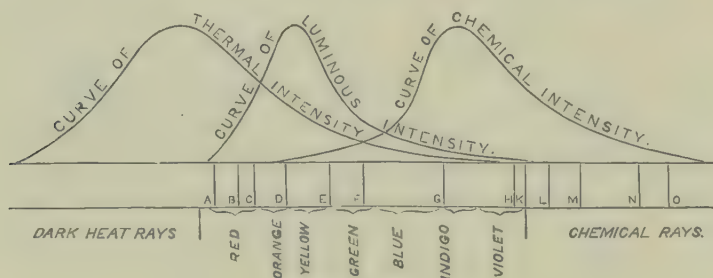 CURVE OF THERMAL INTENSITY
CURVE OF LUMINOUS INTENSITY.
CURVE OF CHEMICAL INTENSITY.
A B C D E F G H K L M N O
DARK HEAT RAYS
RED
ORANGE
YELLOW
GREEN
BLUE
INDIGO
VIOLET
CHEMICAL RAYS.